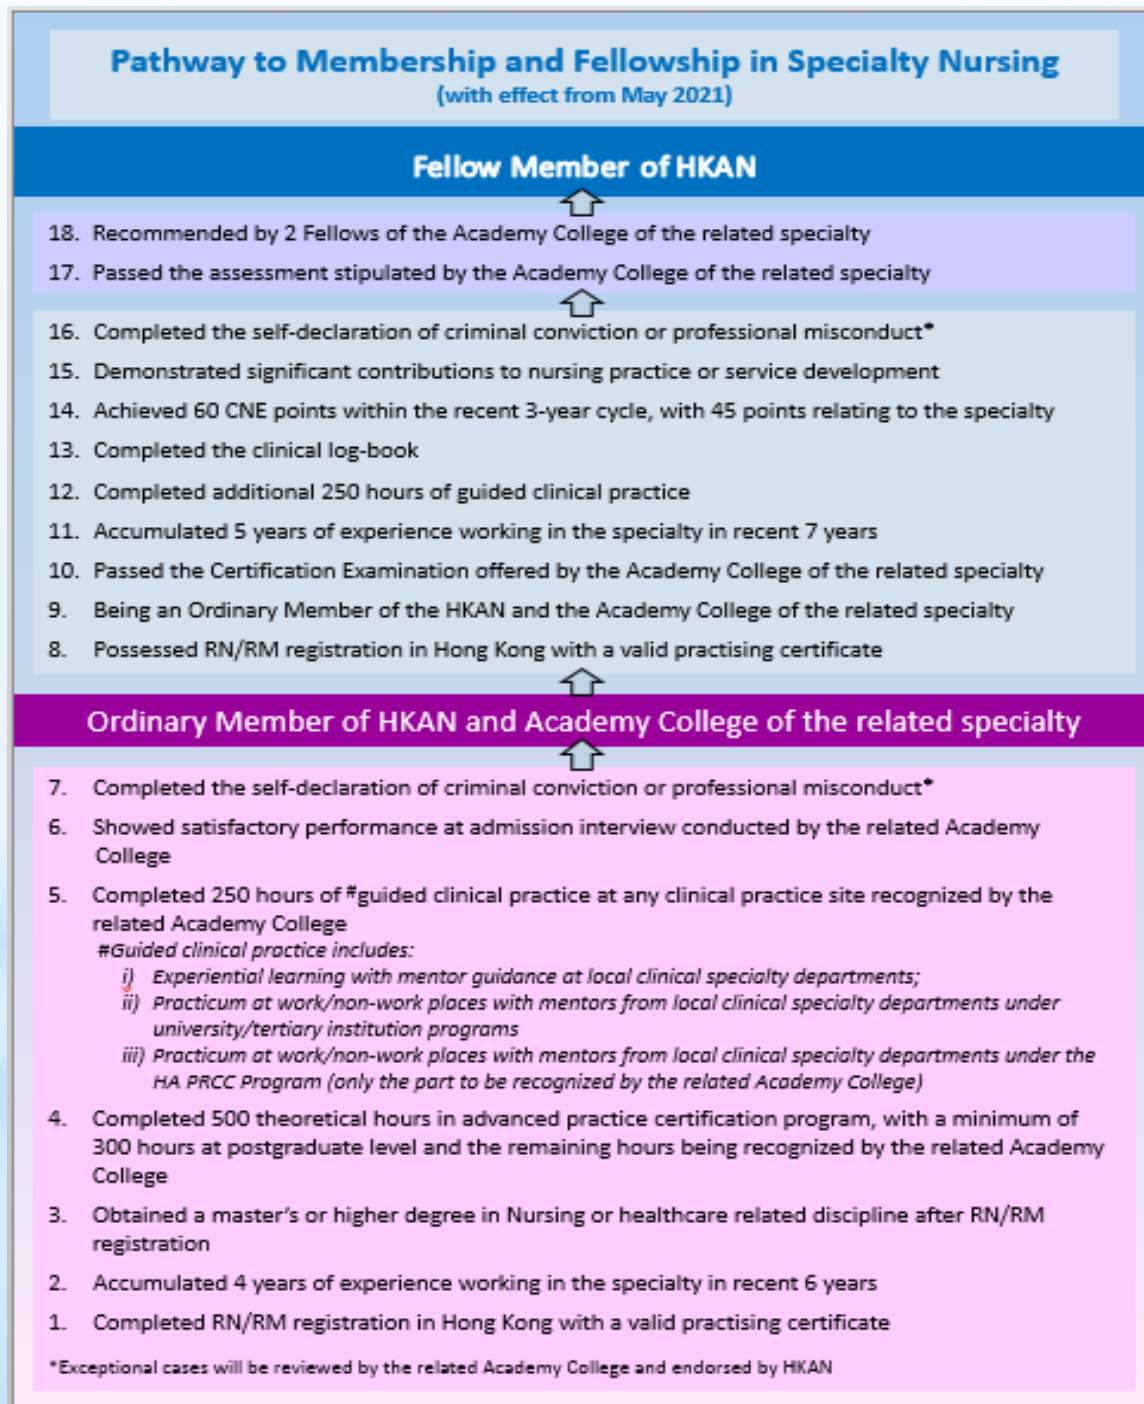 Pathway to Membership and Fellowship in Specialty Nursing
(with effect from May 2021)
Fellow Member of HKAN
18. Recommended by 2 Fellows of the Academy College of the related specialty
17. Passed the assessment stipulated by the Academy College of the related specialty
16. Completed the self-declaration of criminal conviction or professional misconduct*
15. Demonstrated significant contributions to nursing practice or service development
14. Achieved 60 CNE points within the recent 3-year cycle, with 45 points relating to the specialty
13. Completed the clinical log-book
12. Completed additional 250 hours of guided clinical practice
11. Accumulated 5 years of experience working in the specialty in recent 7 years
10. Passed the Certification Examination offered by the Academy College of the related specialty
9. Being an Ordinary Member of the HKAN and the Academy College of the related specialty
8. Possessed RN/RM registration in Hong Kong with a valid practising certificate
Ordinary Member of HKAN and Academy College of the related specialty
7. Completed the self-declaration of criminal conviction or professional misconduct*
6. Showed satisfactory performance at admission interview conducted by the related Academy
College
5. Completed 250 hours of #guided clinical practice at any clinical practice site recognized by the
related Academy College
#Guided clinical practice includes:
i) Experiential learning with mentor guidance at local clinical specialty departments;
ii) Practicum at work/non-work places with mentors from local clinical specialty departments under
university/tertiary institution programs
iii) Practicum at work/non-work places with mentors from local clinical specialty departments under the
HA PRCC Program (only the part to be recognized by the related Academy College)
4. Completed 500 theoretical hours in advanced practice certification program, with a minimum of
300 hours at postgraduate level and the remaining hours being recognized by the related Academy
College
3. Obtained a master's or higher degree in Nursing or healthcare related discipline after RN/RM
registration
2. Accumulated 4 years of experience working in the specialty in recent 6 years
1. Completed RN/RM registration in Hong Kong with a valid practising certificate
*Exceptional cases will be reviewed by the related Academy College and endorsed by HKAN